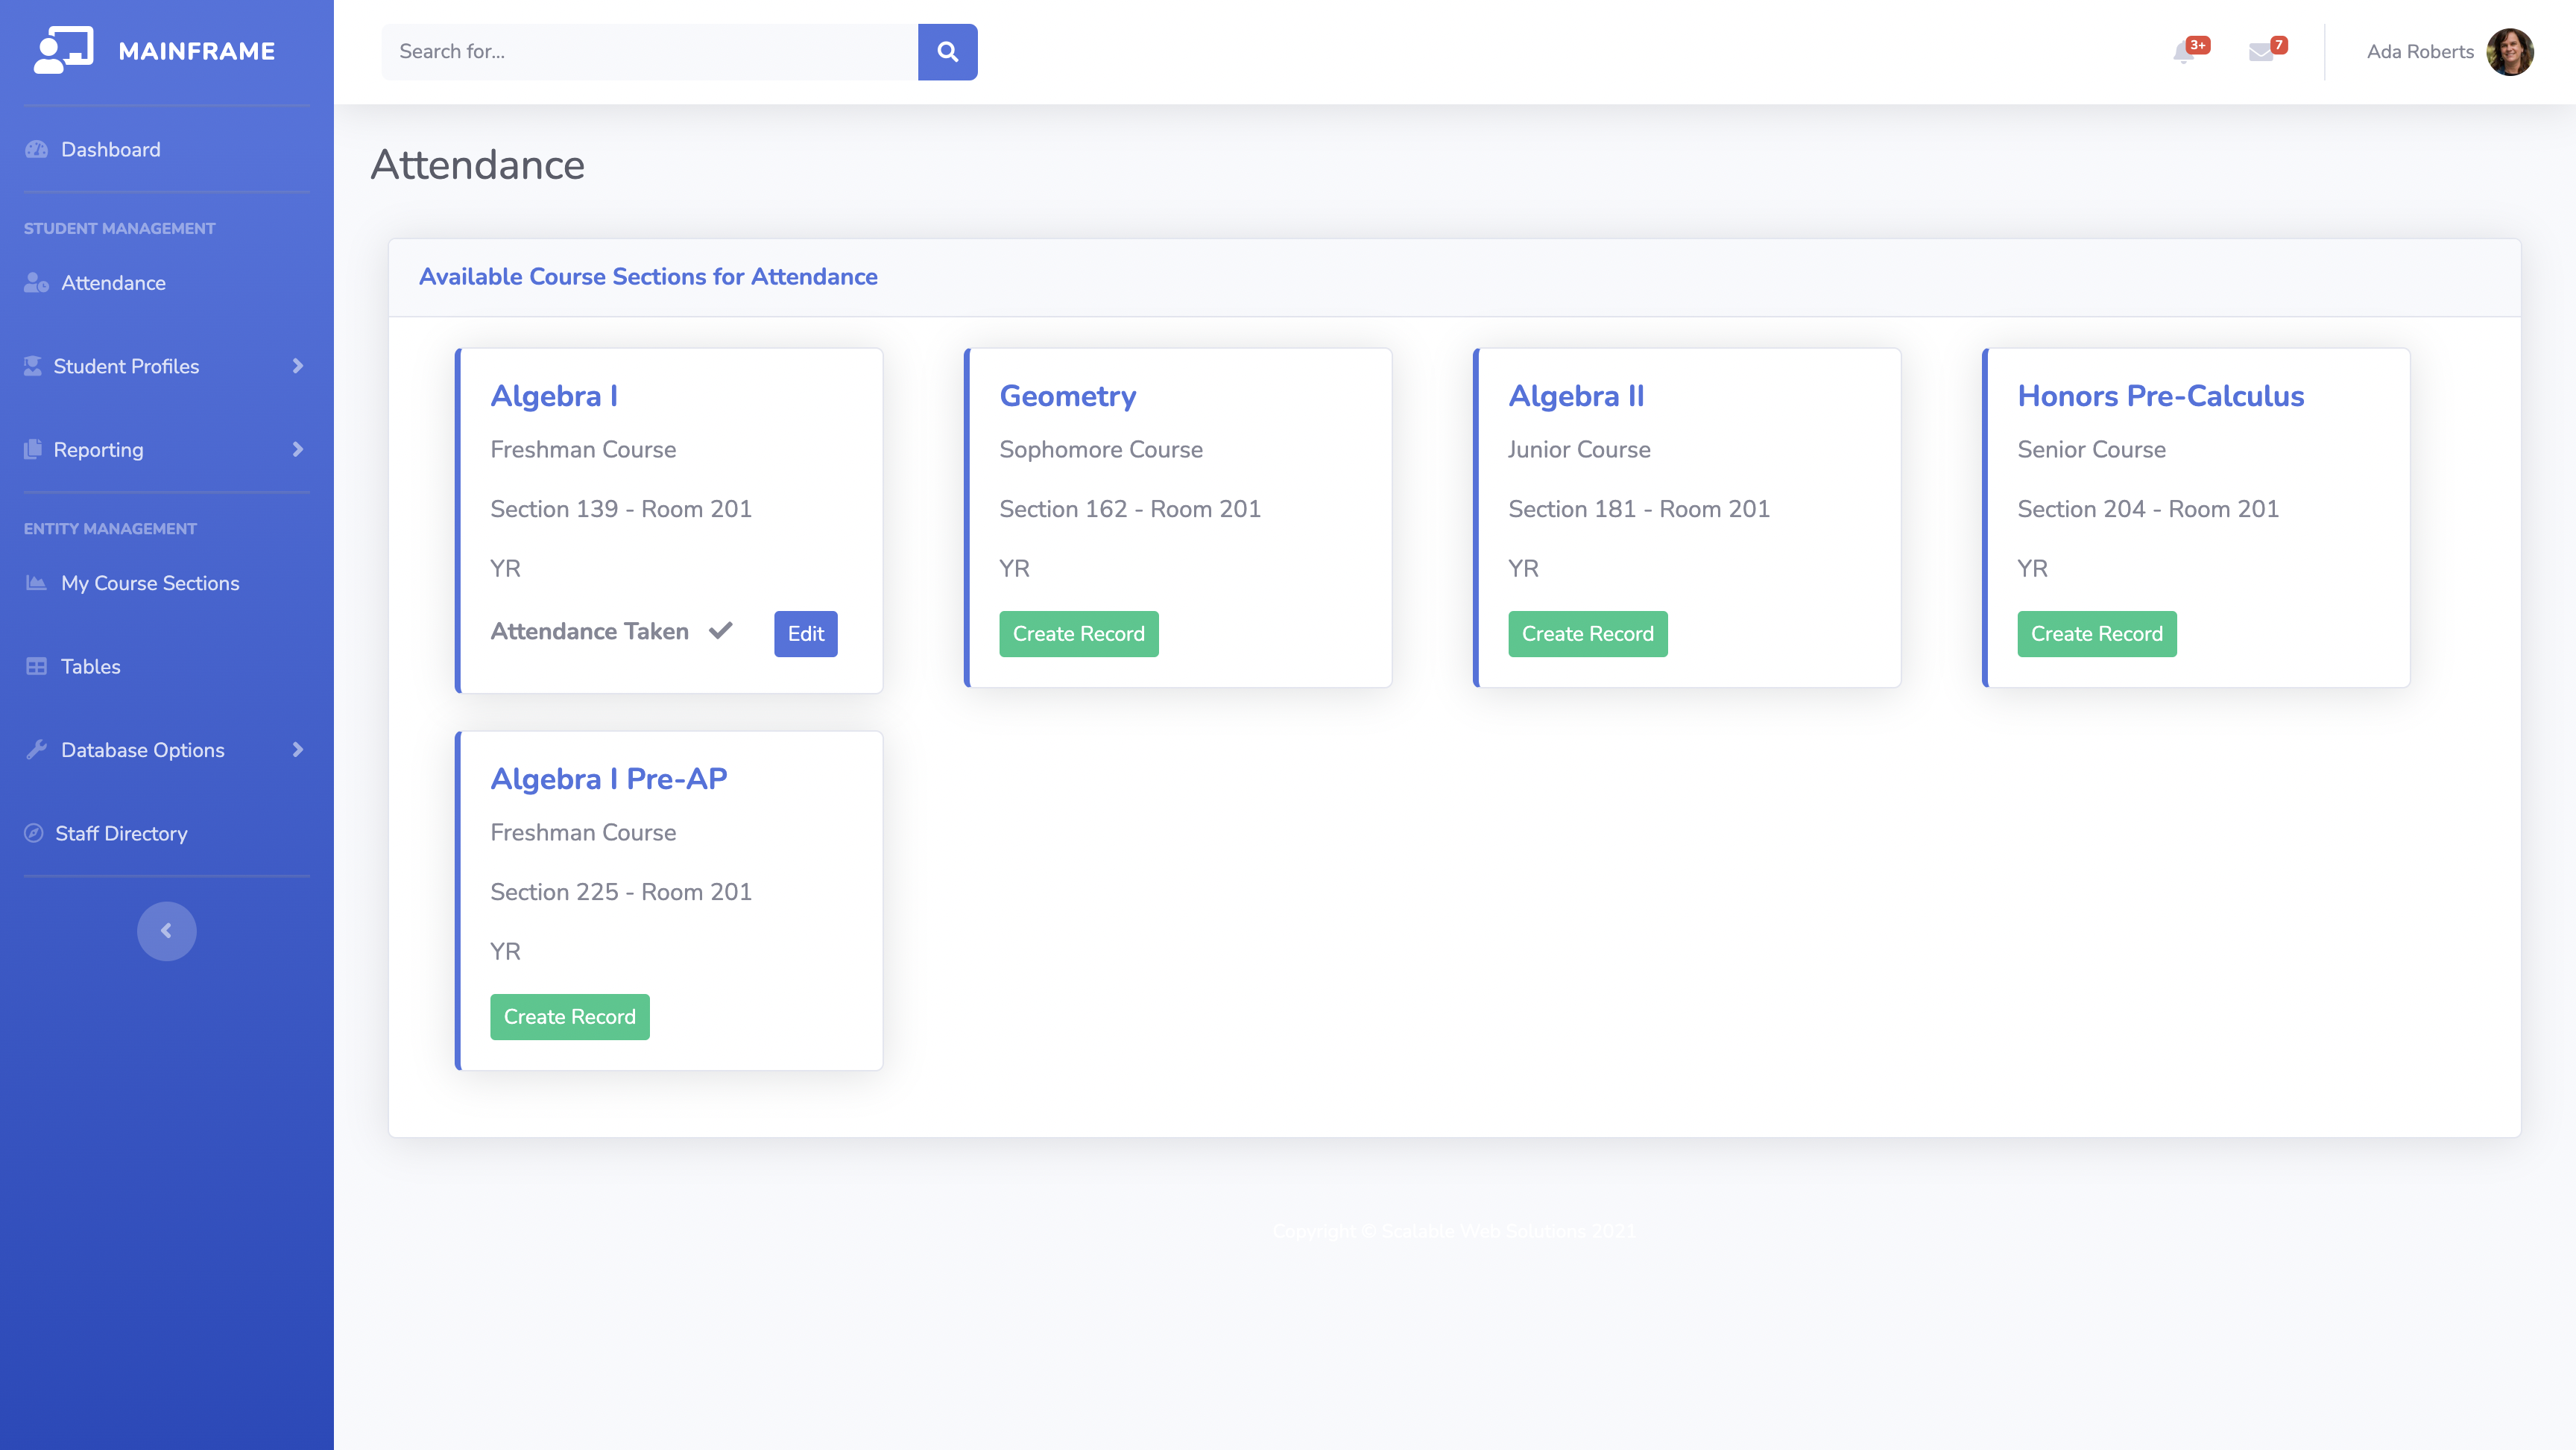 MAINFRAME
Search for...
3+
7
Ada Roberts
Dashboard
STUDENT MANAGEMENT
Attendance
Student Profiles
Reporting
ENTITY MANAGEMENT
My Course Sections
Tables
Database Options
Staff Directory
Attendance
Available Course Sections for Attendance
Algebra I
Freshman Course
Section 139 - Room 201
YR
Attendance Taken
Edit
Geometry
Sophomore Course
Section 162 - Room 201
YR
Create Record
Algebra II
Junior Course
Section 181 - Room 201
YR
Create Record
Honors Pre-Calculus
Senior Course
Section 204 - Room 201
YR
Create Record
Algebra I Pre-AP
Freshman Course
Section 225 - Room 201
YR
Create Record
Copyright © Scalable Web Solutions 2021